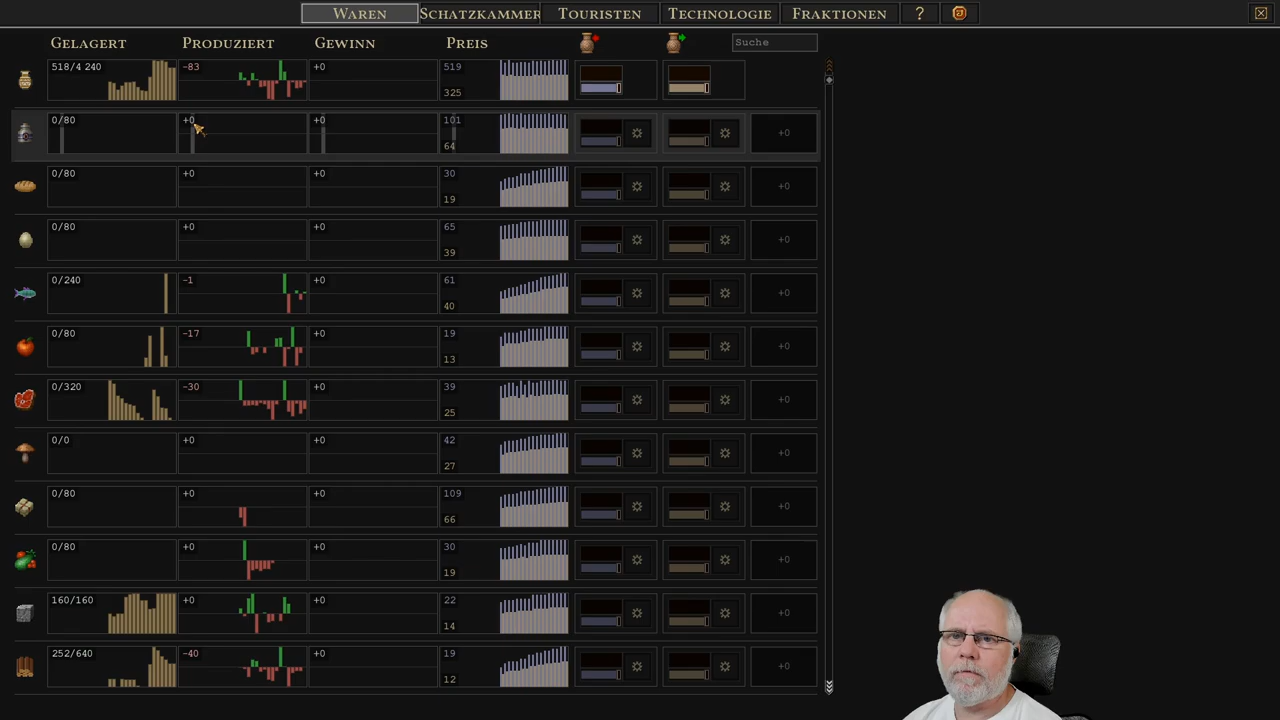 WAREN SCHATZKAMMER TOURISTEN TECHNOLOGIE FRAKTIONEN ?
GELAGERT PRODUZIERT GEWINN PREIS Suche
518/4 240 -83 +0 519
325
0/80 +0 +0 101 +0
64
0/80 +0 +0 30 +0
19
0/80 +0 +0 65 +0
39
0/240 -1 +0 61 +0
40
0/80 -17 +0 19 +0
13
0/320 -30 +0 39 +0
25
0/0 +0 +0 42 +0
27
0/80 +0 +0 109 +0
66
0/80 +0 +0 30 +0
19
160/160 +0 +0 22 +0
14
252/640 -40 +0 19 +0
12